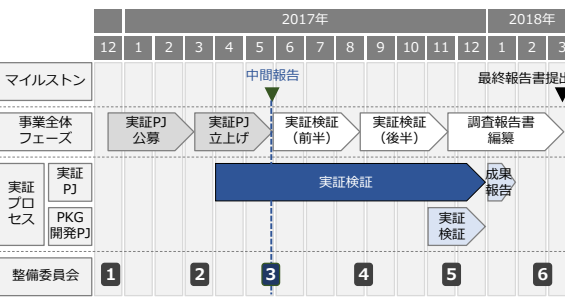 2017年 2018年
12 1 2 3 4 5 6 7 8 9 10 11 12 1 2 3
マイルストン
中間報告
最終報告書提出
事業全体
フェーズ
実証PJ
公募
実証PJ
立上げ
実証検証
(前半)
実証検証
(後半)
調査報告書
編纂
実証
プロ
セス
実証
PJ
実証検証
成果
報告
PKG
開発PJ
実証
検証
整備委員会
1 2 3 4 5 6